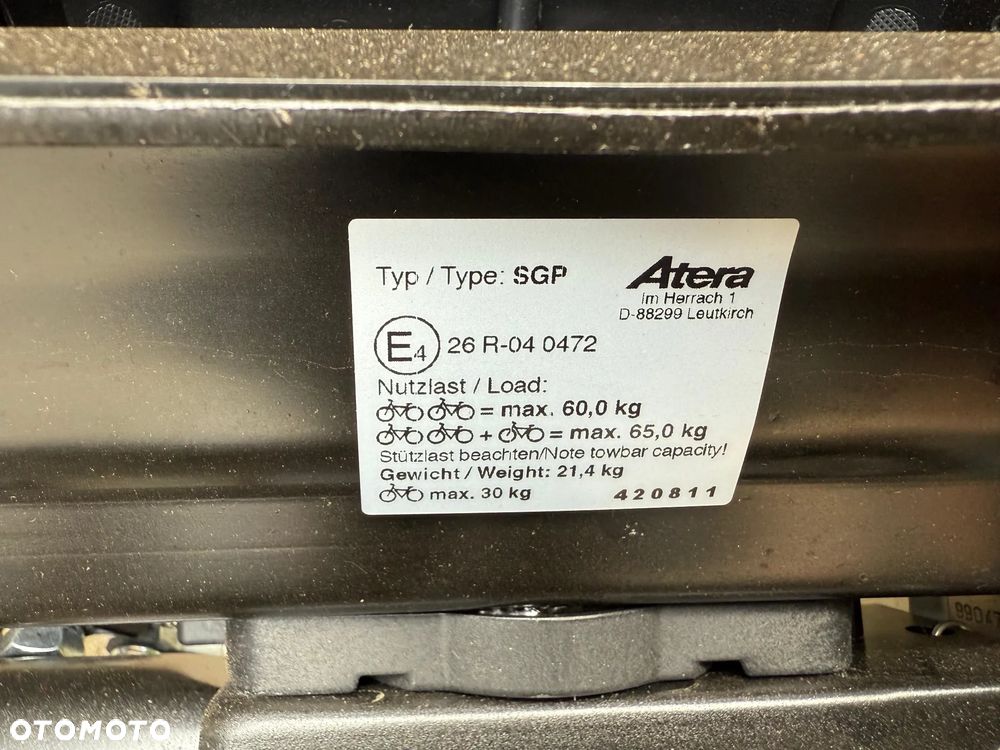 Typ / Type: SGP
Atera
Im Herrach 1
D-88299 Leutkirch
E4 26 R-04 0472
Nutzlast / Load:
= max. 60,0 kg
+ = max. 65,0 kg
Stützlast beachten/Note towbar capacity!
Gewicht / Weight: 21,4 kg
max. 30 kg
420811
OTOMOTO